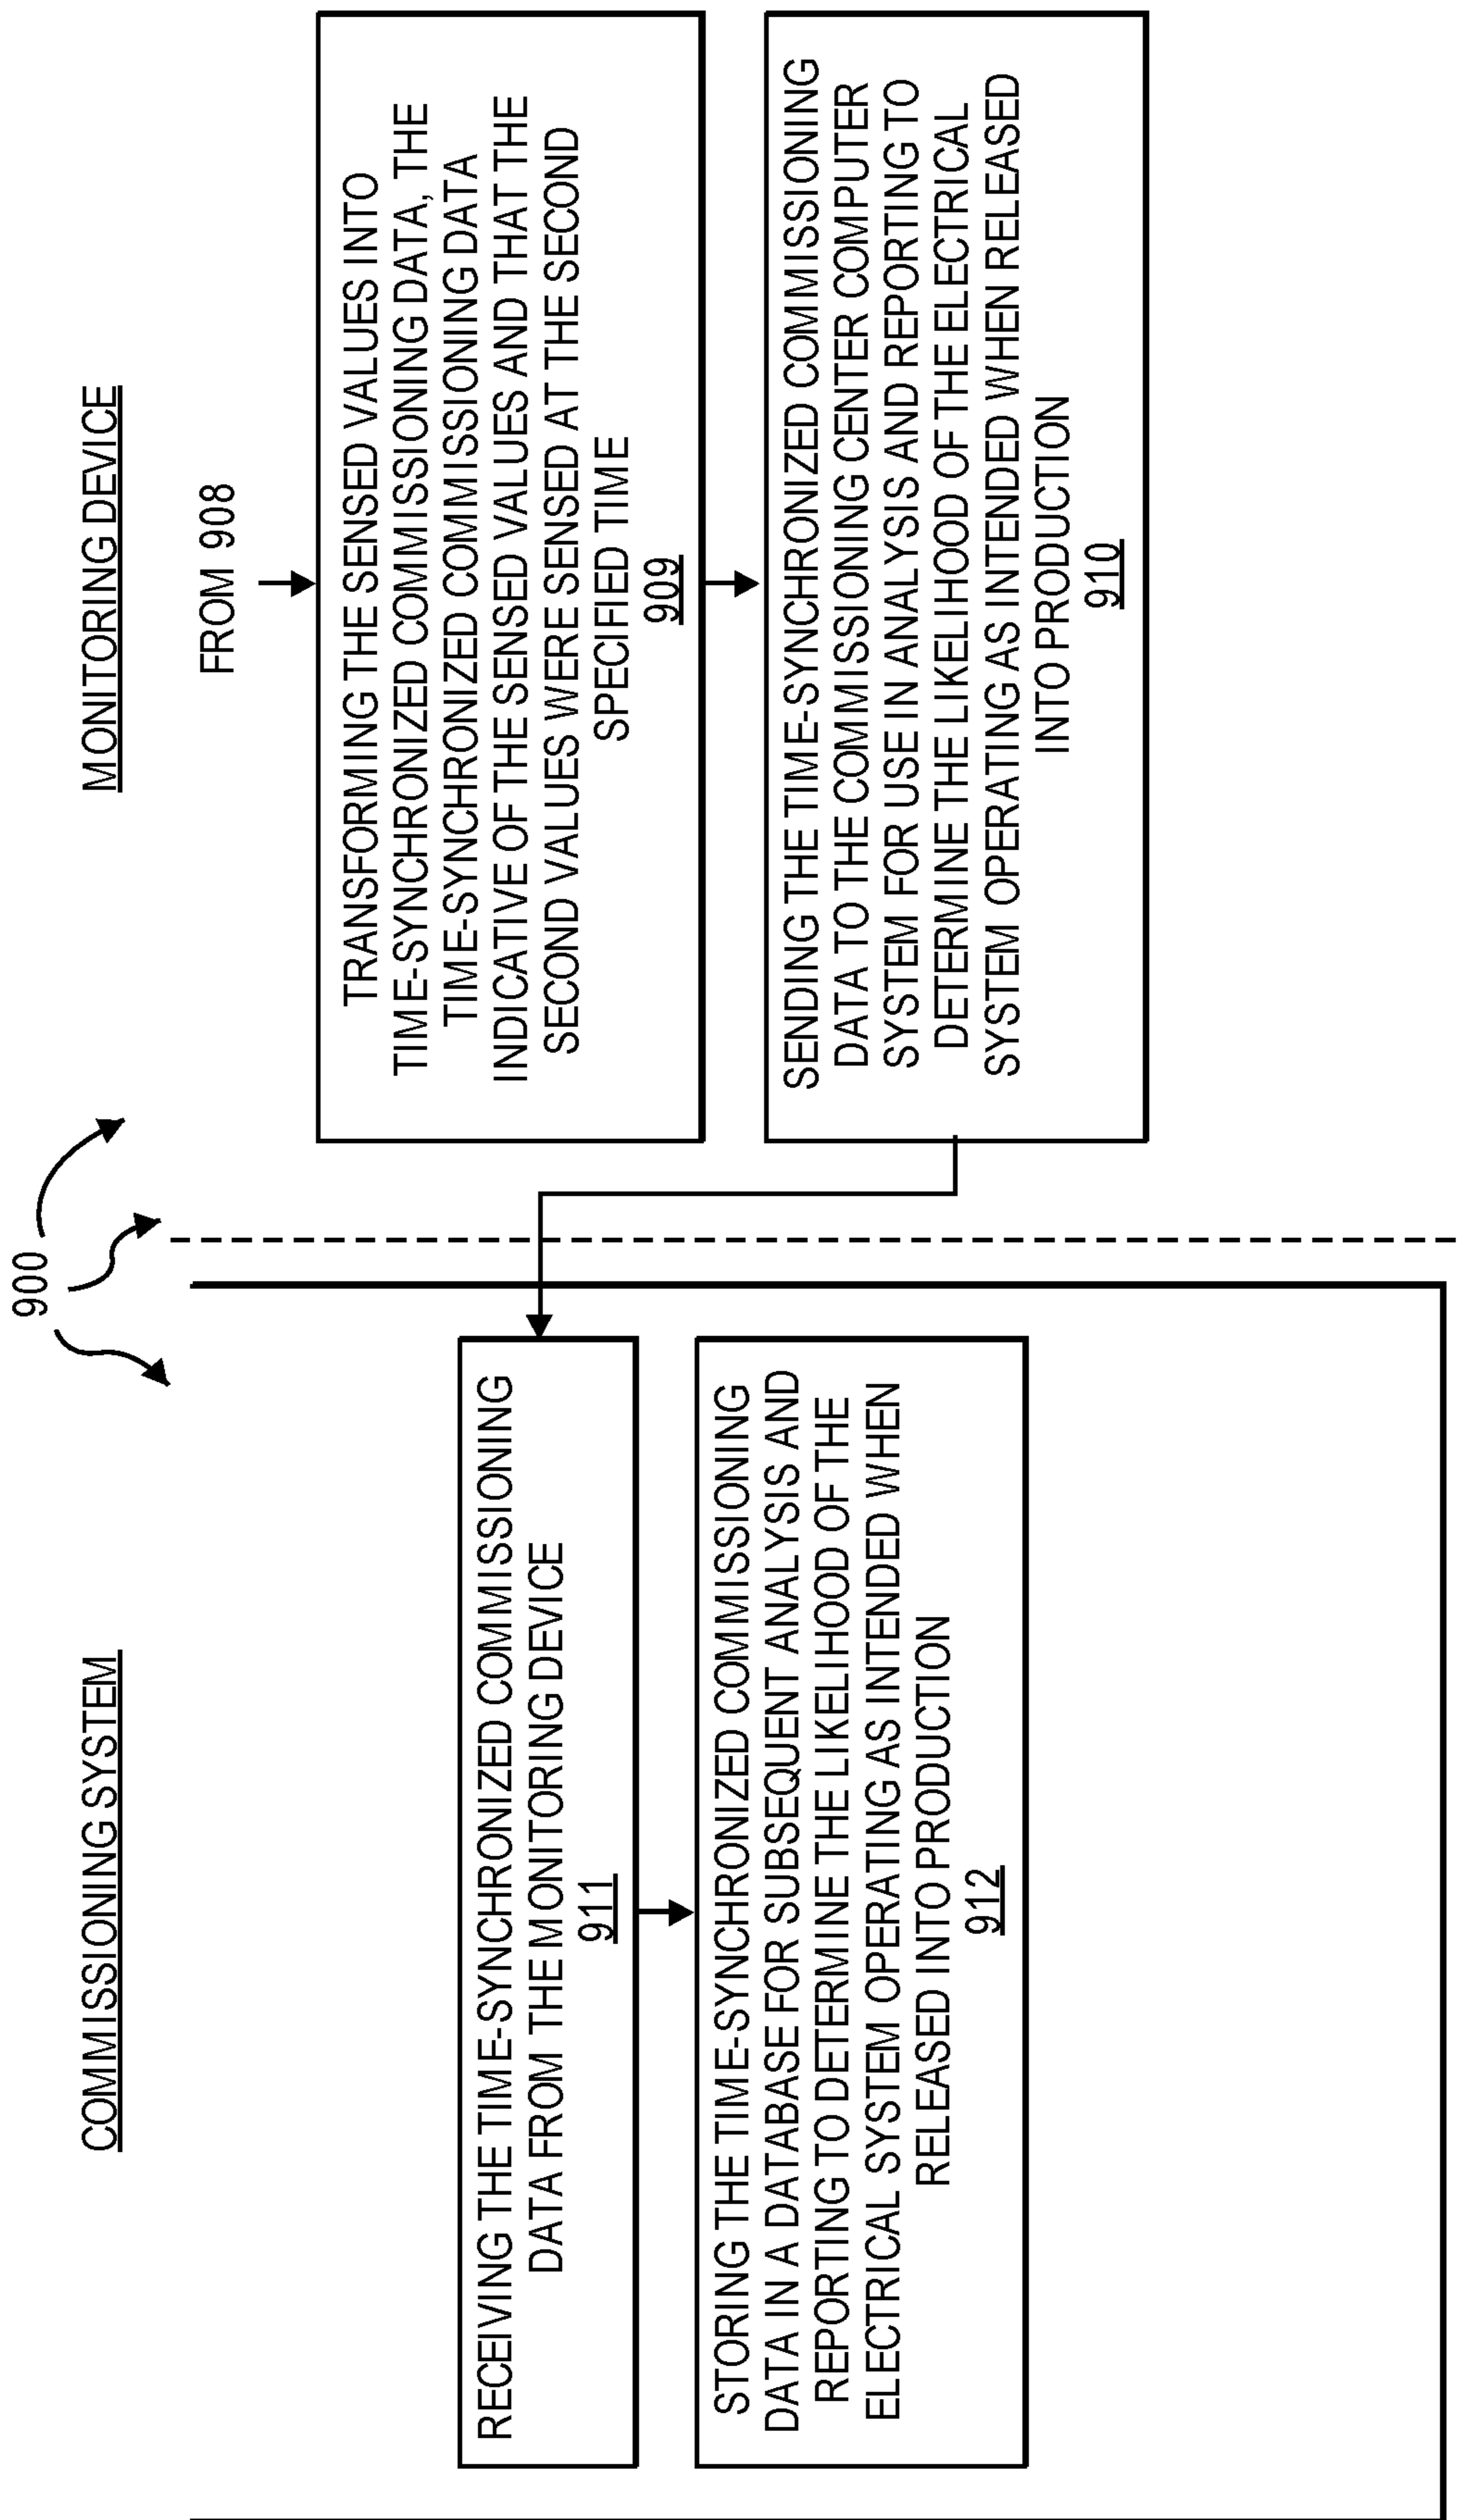 900
COMMISSIONING SYSTEM
RECEIVING THE TIME-SYNCHRONIZED COMMISSIONING
DATA FROM THE MONITORING DEVICE
911
STORING THE TIME-SYNCHRONIZED COMMISSIONING
DATA IN A DATABASE FOR SUBSEQUENT ANALYSIS AND
REPORTING TO DETERMINE THE LIKELIHOOD OF THE
ELECTRICAL SYSTEM OPERATING AS INTENDED WHEN
RELEASED INTO PRODUCTION
912
MONITORING DEVICE
FROM 908
TRANSFORMING THE SENSED VALUES INTO
TIME-SYNCHRONIZED COMMISSIONING DATA, THE
TIME-SYNCHRONIZED COMMISSIONING DATA
INDICATIVE OF THE SENSED VALUES AND THAT THE
SECOND VALUES WERE SENSED AT THE SECOND
SPECIFIED TIME
909
SENDING THE TIME-SYNCHRONIZED COMMISSIONING
DATA TO THE COMMISSIONING CENTER COMPUTER
SYSTEM FOR USE IN ANALYSIS AND REPORTING TO
DETERMINE THE LIKELIHOOD OF THE ELECTRICAL
SYSTEM OPERATING AS INTENDED WHEN RELEASED
INTO PRODUCTION
910